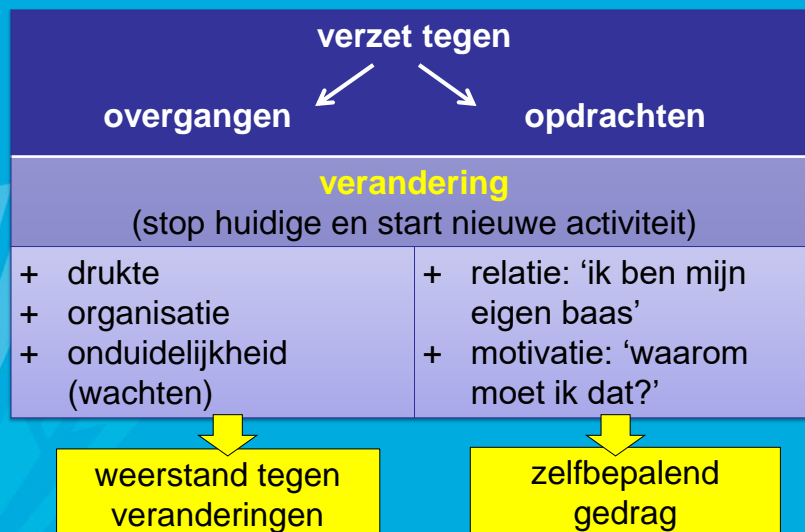 verzet tegen
overgangen
opdrachten
verandering
(stop huidige en start nieuwe activiteit)
+ drukte
+ organisatie
+ onduidelijkheid
(wachten)
+ relatie: ‘ik ben mijn
eigen baas’
+ motivatie: ‘waarom
moet ik dat?’
weerstand tegen
veranderingen
zelfbepalend
gedrag